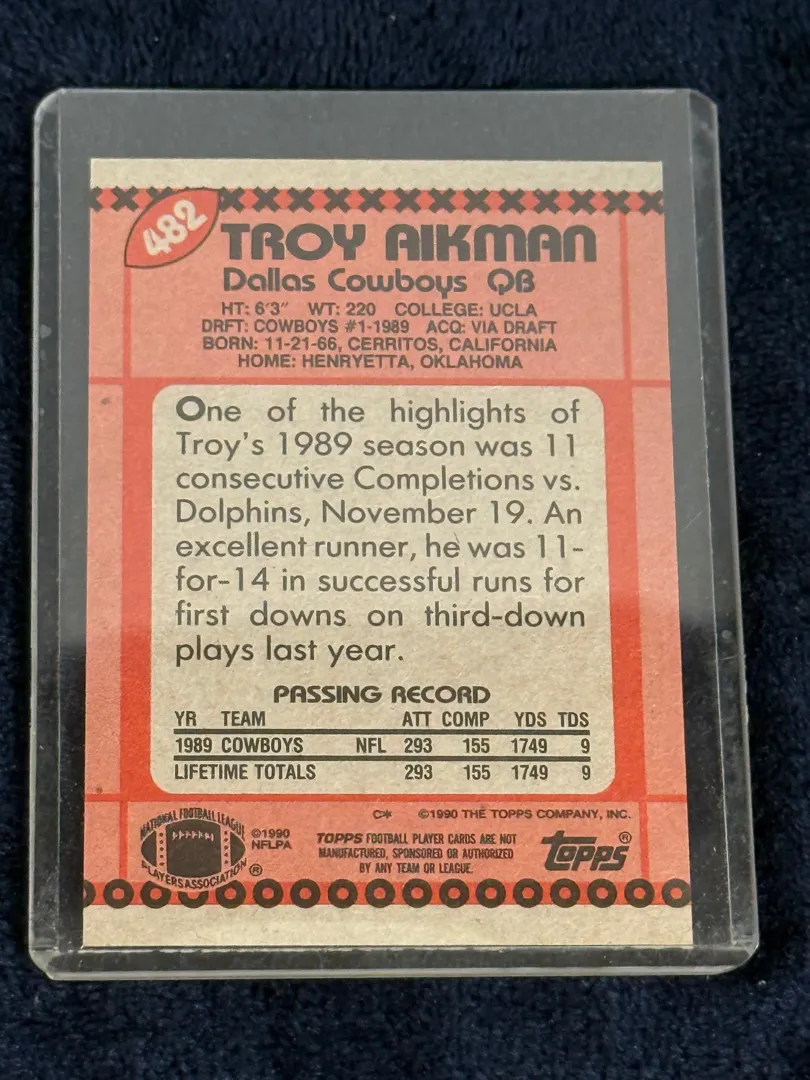 482
TROY AIKMAN
Dallas Cowboys QB
HT: 6'3" WT: 220 COLLEGE: UCLA
DRFT: COWBOYS #1-1989 ACQ: VIA DRAFT
BORN: 11-21-66, CERRITOS, CALIFORNIA
HOME: HENRYETTA, OKLAHOMA
One of the highlights of
Troy's 1989 season was 11
consecutive Completions vs.
Dolphins, November 19. An
excellent runner, he was 11-
for-14 in successful runs for
first downs on third-down
plays last year.
PASSING RECORD
YR TEAM ATT COMP YDS TDS
1989 COWBOYS NFL 293 155 1749 9
LIFETIME TOTALS 293 155 1749 9
C* ©1990 THE TOPPS COMPANY, INC.
NATIONAL FOOTBALL LEAGUE
PLAYERS ASSOCIATION ®
©1990
NFLPA
TOPPS FOOTBALL PLAYER CARDS ARE NOT
MANUFACTURED, SPONSORED OR AUTHORIZED
BY ANY TEAM OR LEAGUE.
topps®